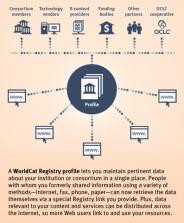 Consortium members
Technology vendors
E-content providers
Funding bodies
Other partners
OCLC cooperative
OCLC
Profile
www.
www.
www.
www.
www.
www.
A WorldCat Registry profile lets you maintain pertinent data
about your institution or consortium in a single place. People
with whom you formerly shared information using a variety of
methods—Internet, fax, phone, paper—can now retrieve the
data themselves via a special Registry link you provide. Plus, data
relevant to your content and services can be distributed across
the Internet, so more Web users link to and use your resources.